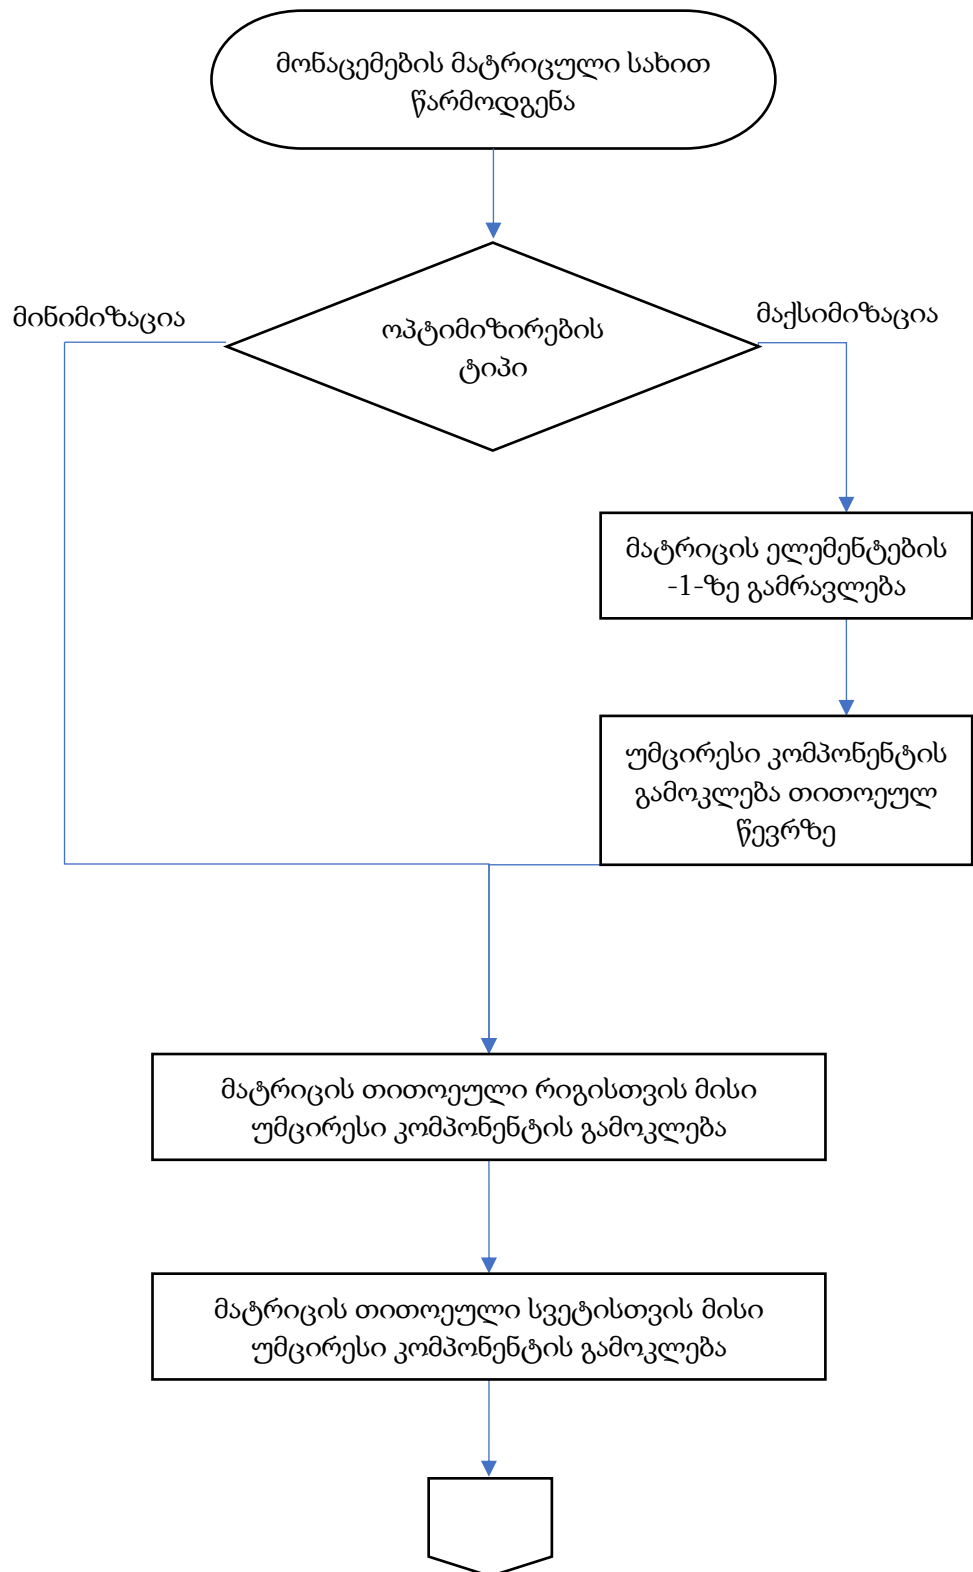 მონაცემების მატრიცული სახით
წარმოდგენა
მინიმიზაცია
ოპტიმიზირების
ტიპი
მაქსიმიზაცია
მატრიცის ელემენტების
-1-ზე გამრავლება
უმცირესი კომპონენტის
გამოკლება თითოეულ
წევრზე
მატრიცის თითოეული რიგისთვის მისი
უმცირესი კომპონენტის გამოკლება
მატრიცის თითოეული სვეტისთვის მისი
უმცირესი კომპონენტის გამოკლება